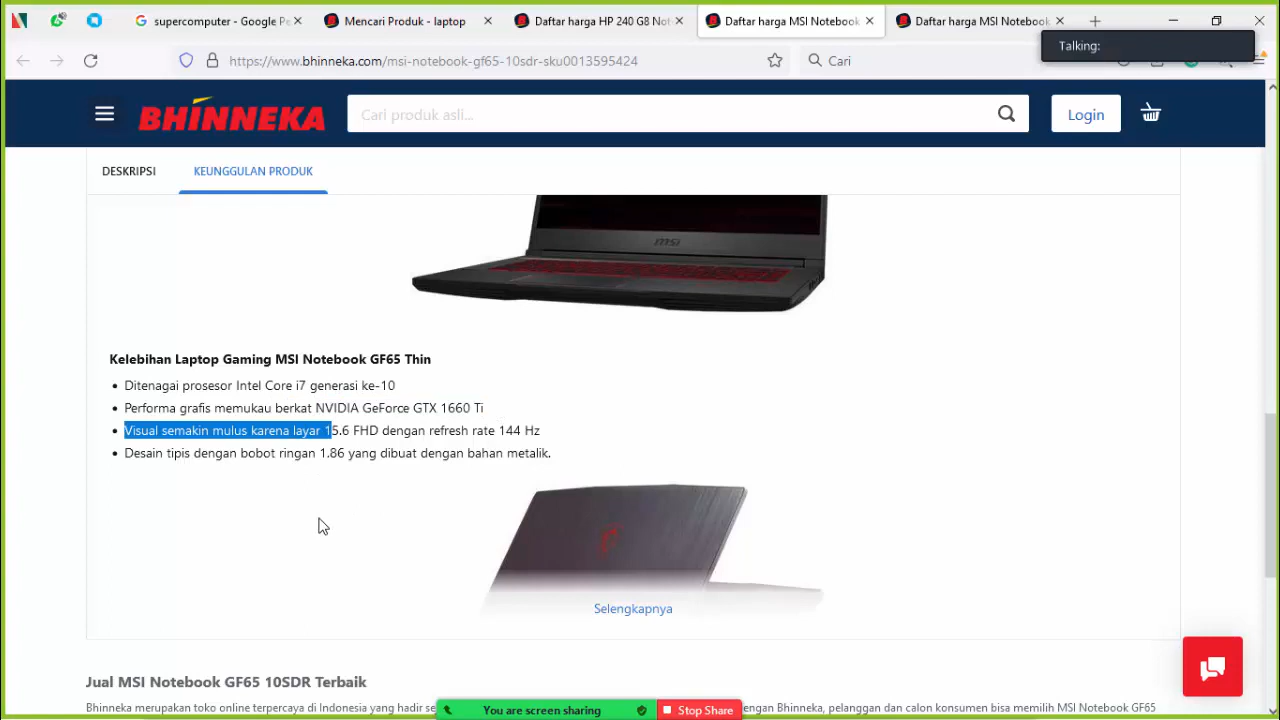 supercomputer - Google Pe
Mencari Produk - laptop
Daftar harga HP 240 G8 Not
Daftar harga MSI Notebook
Daftar harga MSI Notebook
Talking:
https://www.bhinneka.com/msi-notebook-gf65-10sdr-sku0013595424
Cari
BHINNEKA
Cari produk asli...
Login
DESKRIPSI
KEUNGGULAN PRODUK
msi
Kelebihan Laptop Gaming MSI Notebook GF65 Thin
• Ditenagai prosesor Intel Core i7 generasi ke-10
• Performa grafis memukau berkat NVIDIA GeForce GTX 1660 Ti
• Visual semakin mulus karena layar 15.6 FHD dengan refresh rate 144 Hz
• Desain tipis dengan bobot ringan 1.86 yang dibuat dengan bahan metalik.
Selengkapnya
Jual MSI Notebook GF65 10SDR Terbaik
Bhinneka merupakan toko online terpercaya di Indonesia yang hadir se
dengan Bhinneka, pelanggan dan calon konsumen bisa memilih MSI Notebook GF65
You are screen sharing
Stop Share